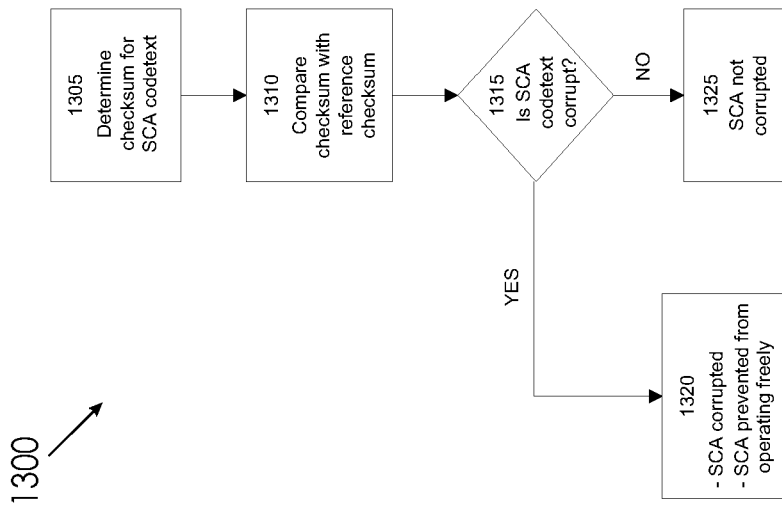 1300
1305
Determine
checksum for
SCA codetext
1310
Compare
checksum with
reference
checksum
1315
Is SCA
codetext
corrupt?
YES
NO
1320
- SCA corrupted
- SCA prevented from
operating freely
1325
SCA not
corrupted